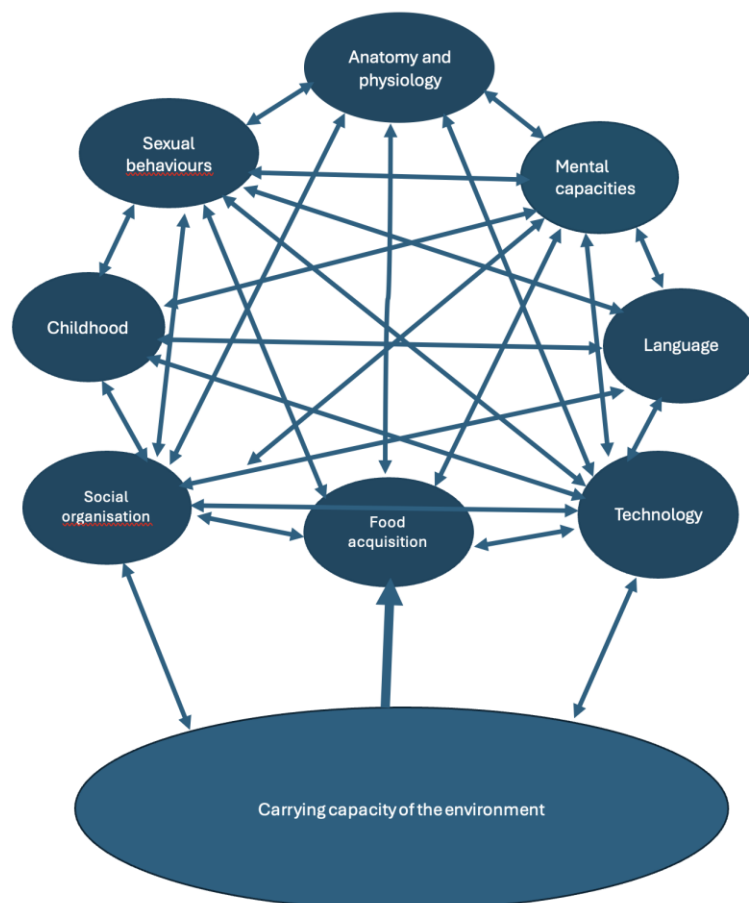 Anatomy and
physiology
Sexual
behaviours
Mental
capacities
Childhood
Language
Social
organisation
Food
acquisition
Technology
Carrying capacity of the environment